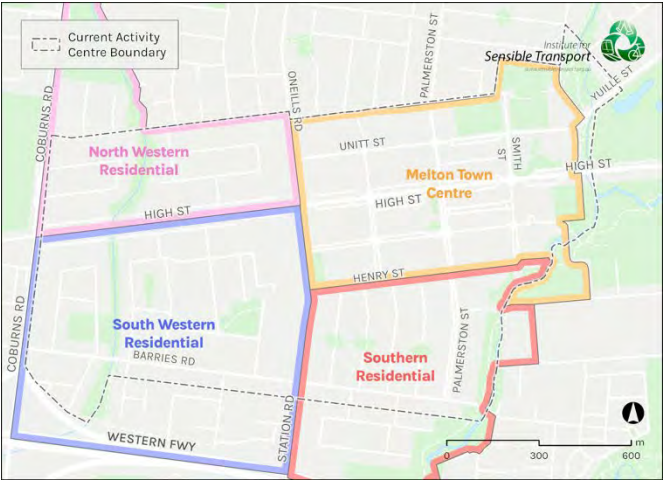 Current Activity
Centre Boundary
Institute for
Sensible Transport
COBURNS RD
ONEILLS RD
PALMERSTON ST
YUILLE ST
UNITT ST
SMITH
ST
North Western
Residential
Melton Town
Centre
HIGH ST
HIGH ST
HIGH ST
HENRY ST
South Western
Residential
BARRIES RD
Southern
Residential
PALMERSTON ST
COBURNS RD
STATION RD
WESTERN FWY
0 300 600 m